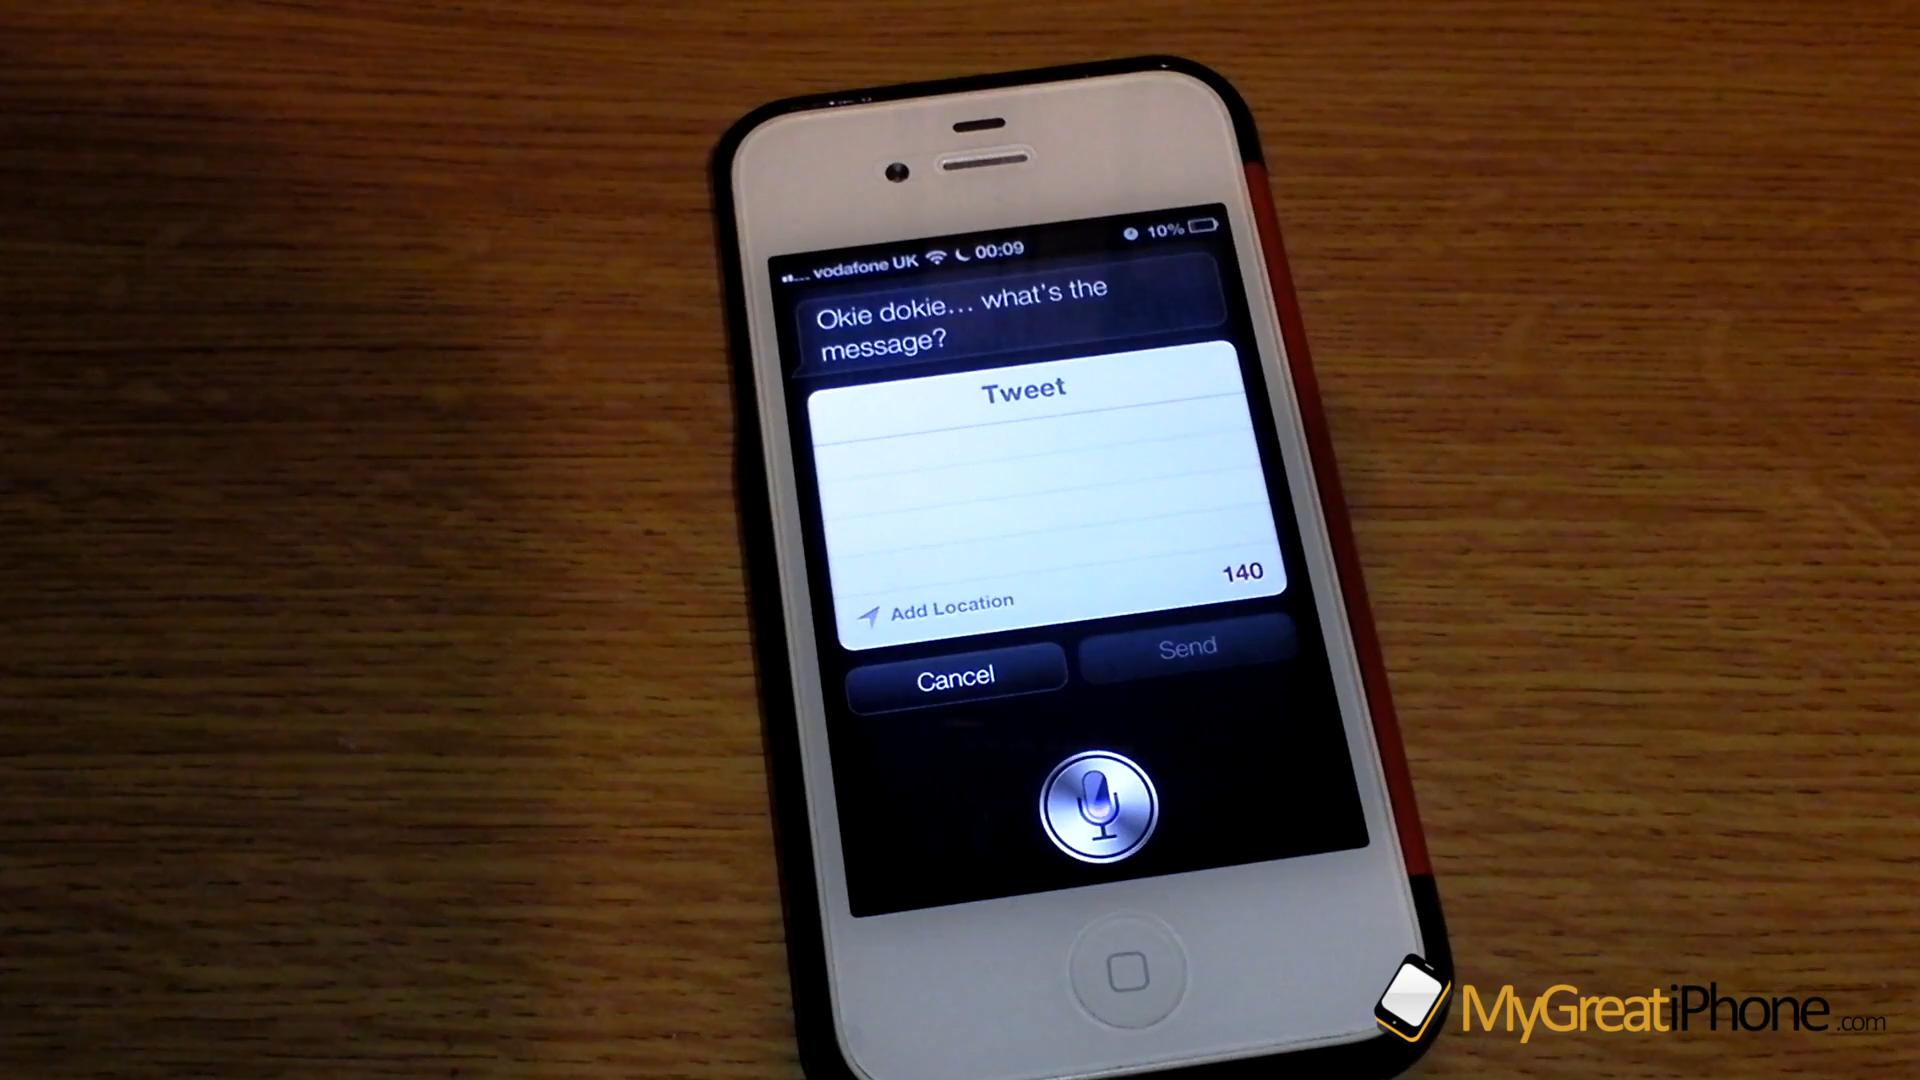 vodafone UK 00:09 10%
Okie dokie... what's the
message?
Tweet
140
Add Location
Cancel Send
MyGreatiPhone.com